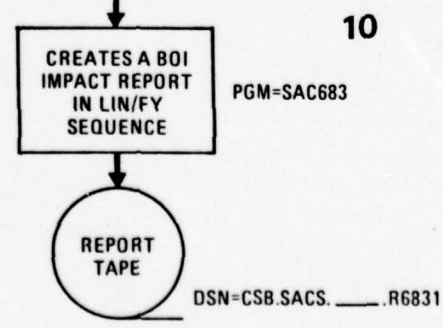 10
CREATES A BOI
IMPACT REPORT
IN LIN/FY
SEQUENCE
PGM=SAC683
REPORT
TAPE
DSN=CSB.SACS. ____ .R6831